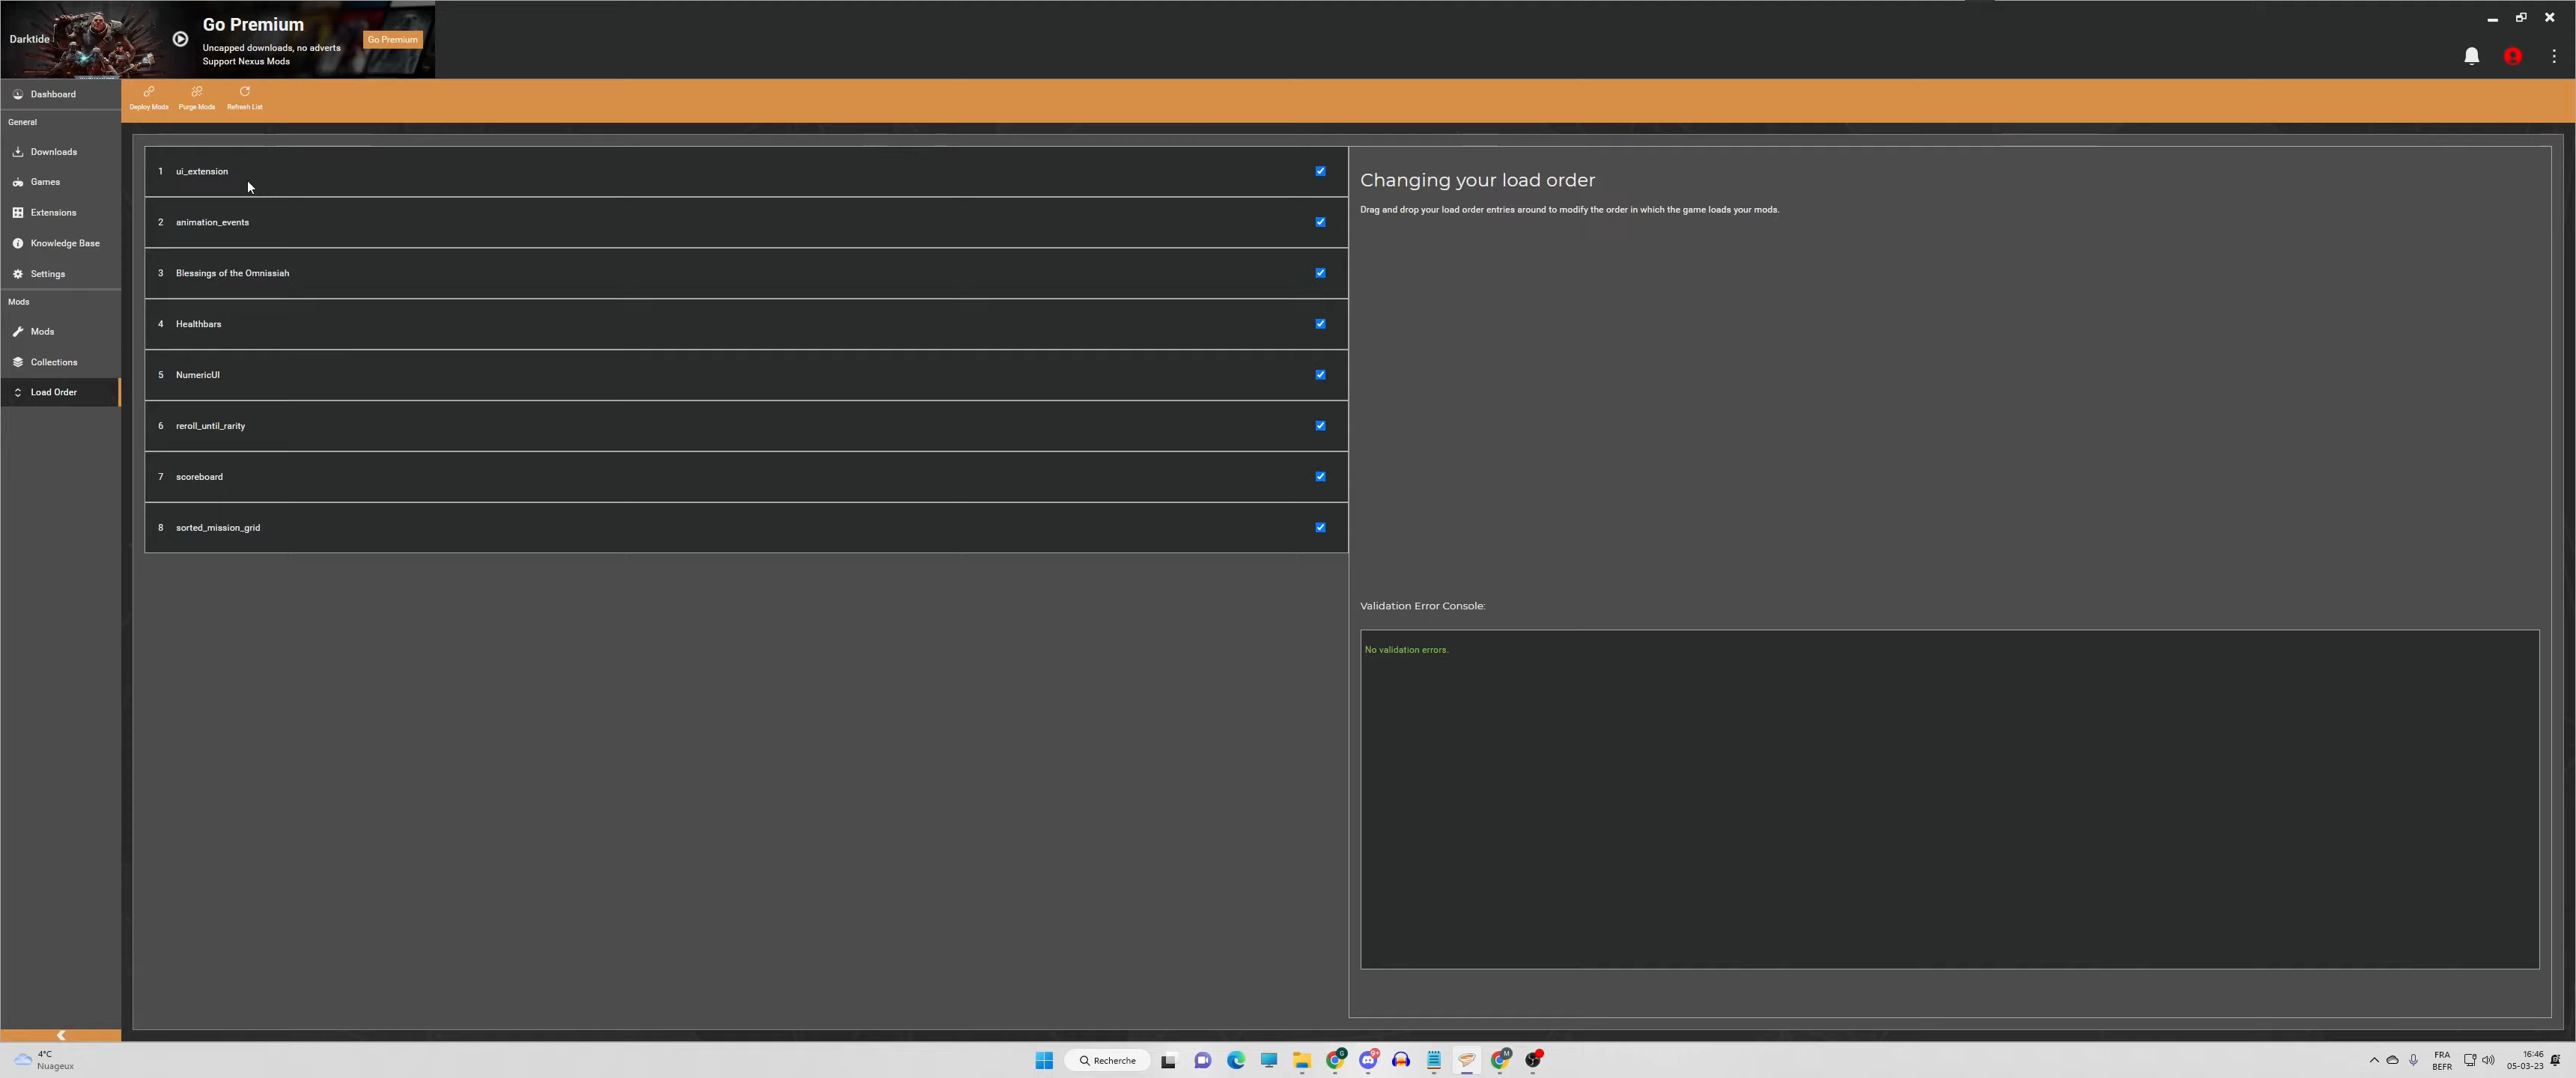 Darktide
Go Premium
Uncapped downloads, no adverts
Support Nexus Mods
Go Premium
Dashboard
General
Downloads
Games
Extensions
Knowledge Base
Settings
Mods
Mods
Collections
Load Order
Deploy Mods
Purge Mods
Refresh List
1 ui_extension
2 animation_events
3 Blessings of the Omnissiah
4 Healthbars
5 NumericUI
6 reroll_until_rarity
7 scoreboard
8 sorted_mission_grid
Changing your load order
Drag and drop your load order entries around to modify the order in which the game loads your mods.
Validation Error Console:
No validation errors.
4°C
Nuageux
Recherche
G
9+
M
FRA
BEFR
16:46
05-03-23